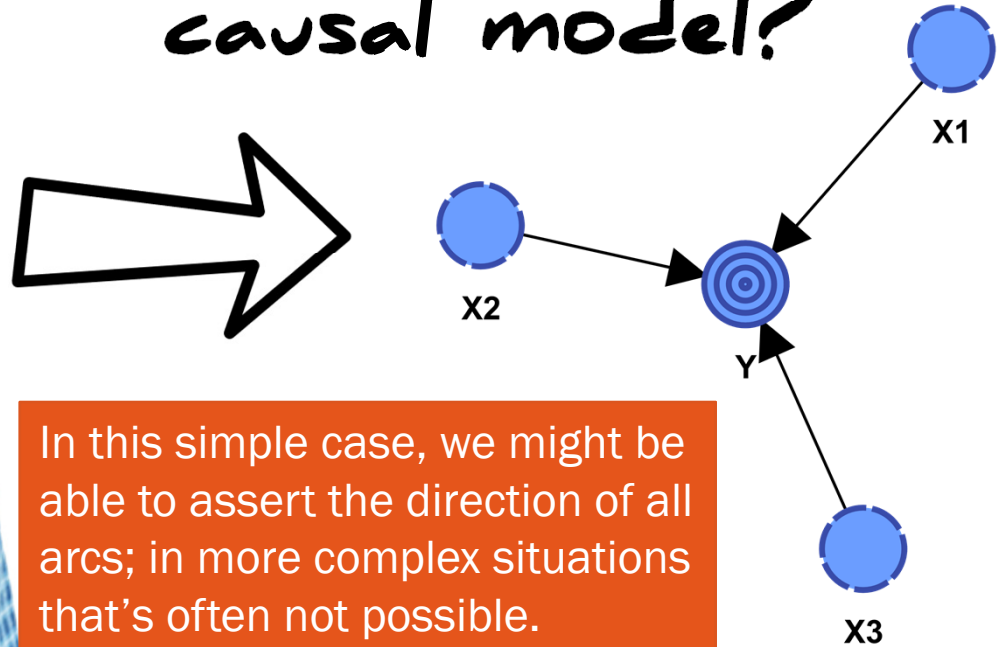 causal model?
X1
X2
Y
In this simple case, we might be
able to assert the direction of all
arcs; in more complex situations
that’s often not possible.
X3